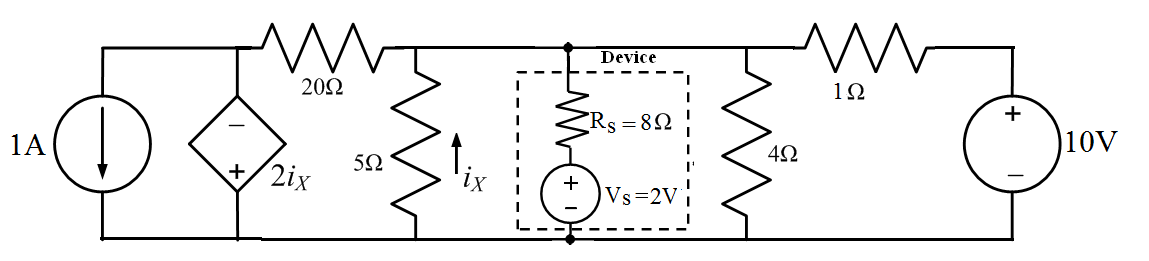 Device
20Ω
1Ω
Rs = 8Ω
1A
5Ω
iX
2iX
4Ω
10V
Vs=2V
+
−
+
−
+
−